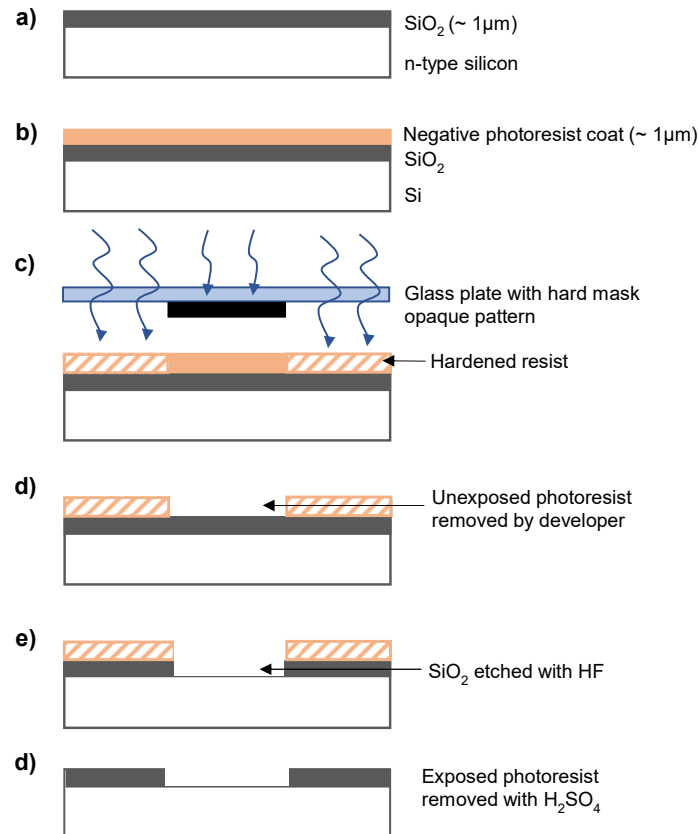 a)
SiO₂ (~ 1µm)
n-type silicon
b)
Negative photoresist coat (~ 1µm)
SiO₂
Si
c)
Glass plate with hard mask
opaque pattern
Hardened resist
d)
Unexposed photoresist
removed by developer
e)
SiO₂ etched with HF
d)
Exposed photoresist
removed with H₂SO₄